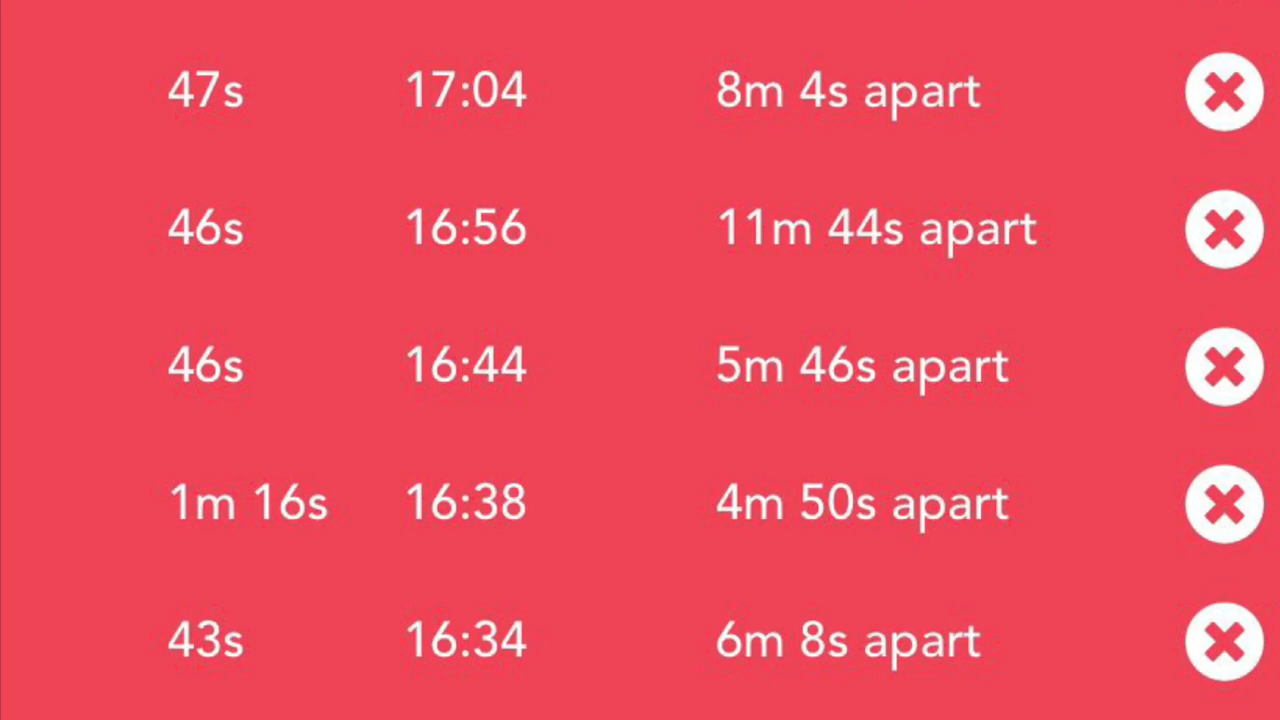 47s 17:04 8m 4s apart
46s 16:56 11m 44s apart
46s 16:44 5m 46s apart
1m 16s 16:38 4m 50s apart
43s 16:34 6m 8s apart